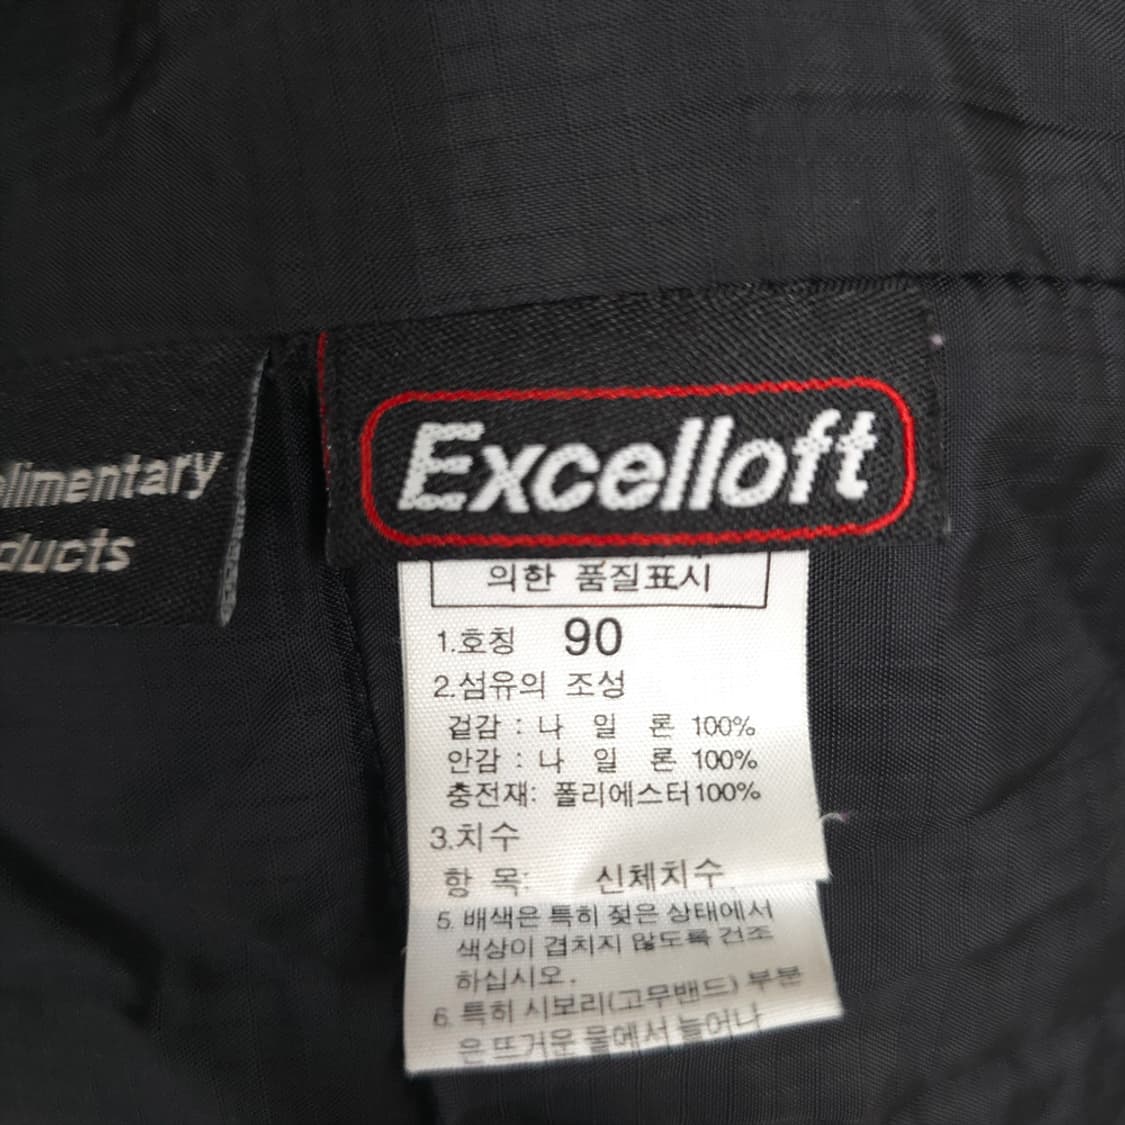 limentary
ducts
Excelloft
의한 품질표시
1.호칭 90
2.섬유의 조성
겉감 : 나 일 론 100%
안감 : 나 일 론 100%
충전재: 폴리에스터100%
3.치수
항 목: 신체치수
5. 배색은 특히 젖은 상태에서
색상이 겹치지 않도록 건조
하십시오.
6. 특히 시보리(고무밴드) 부분
은 뜨거운 물에서 늘어나